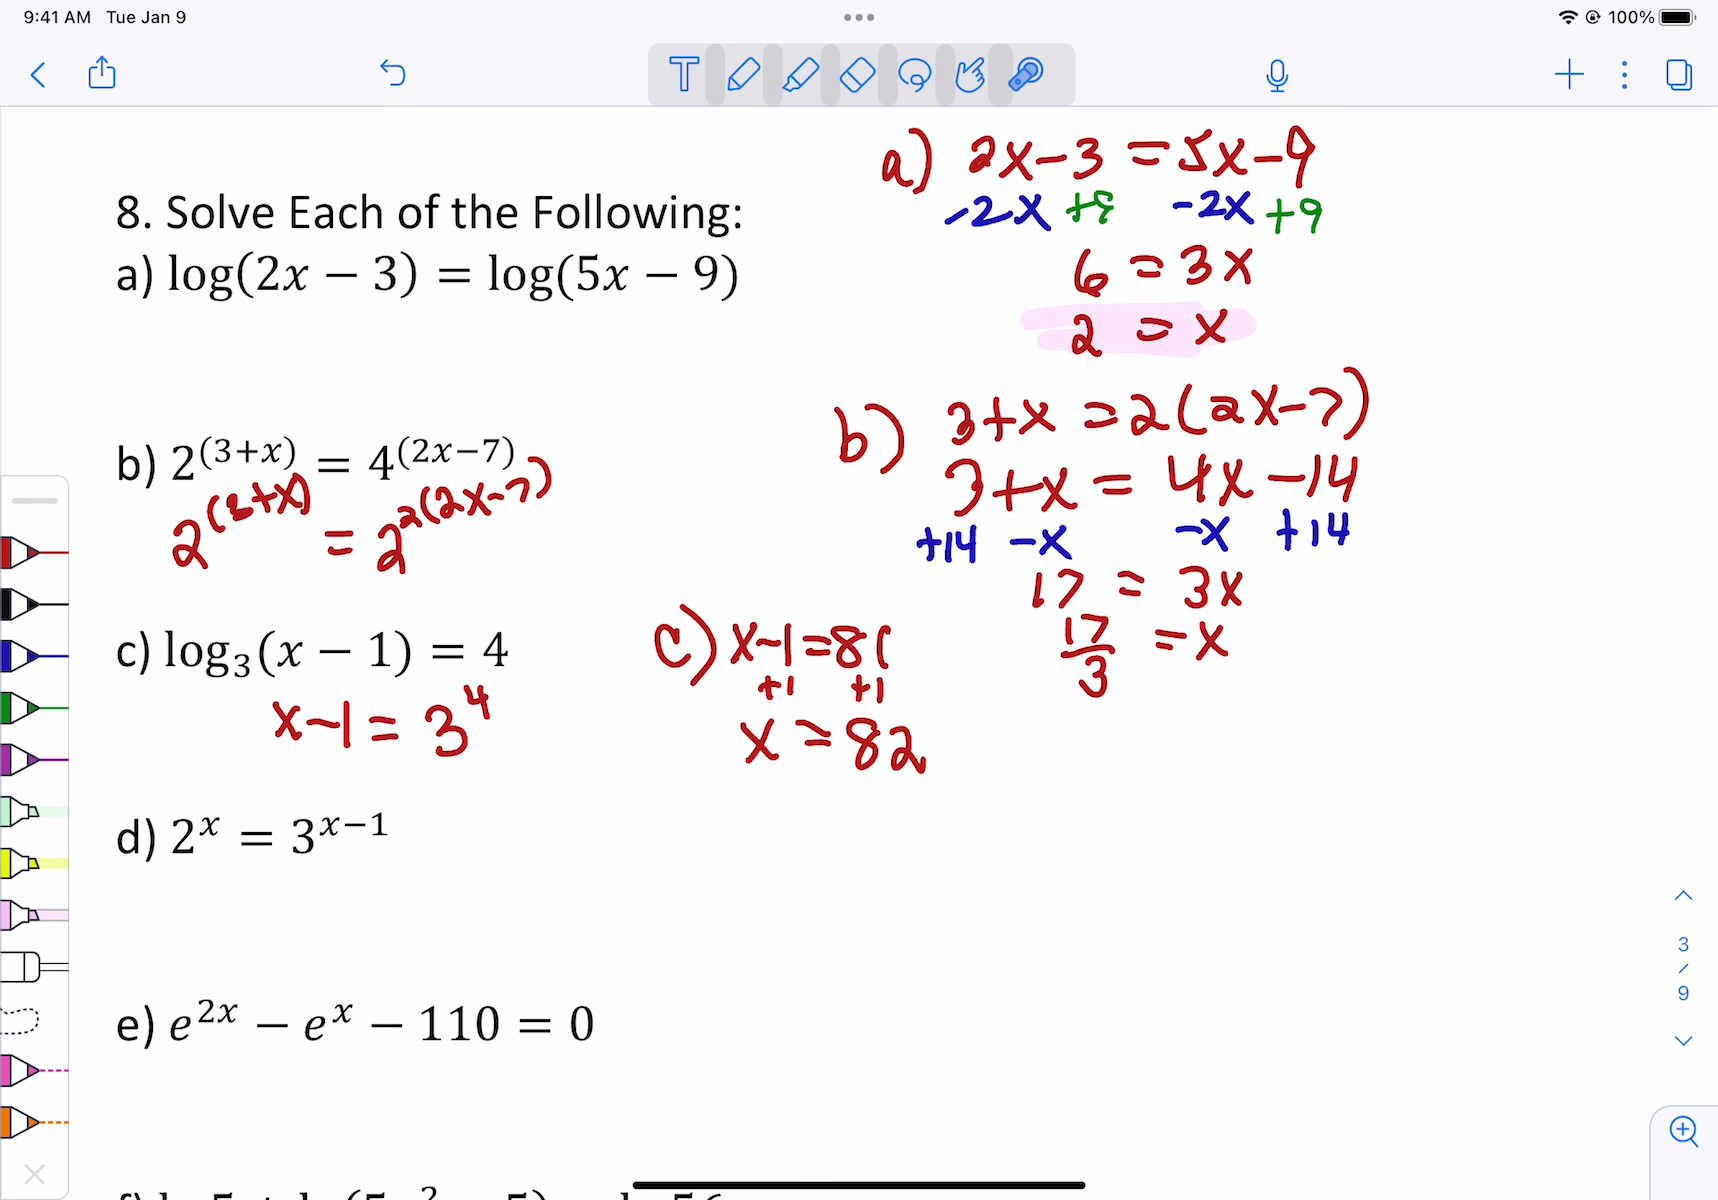 9:41 AM Tue Jan 9
100%
8. Solve Each of the Following:
a) log(2x − 3) = log(5x − 9)
a) 2x−3 = 5x−9
−2x +9 −2x +9
6 = 3x
2 = x
b) 2^(3+x) = 4^(2x−7)
2^(3+x) = 2^2(2x−7)
b) 3+x = 2(2x−7)
3+x = 4x −14
+14 −x −x +14
17 = 3x
17/3 = x
c) log₃(x − 1) = 4
x−1 = 3⁴
c) x−1=81
+1 +1
x = 82
d) 2^x = 3^(x−1)
e) e^(2x) − e^x − 110 = 0
3
/
9